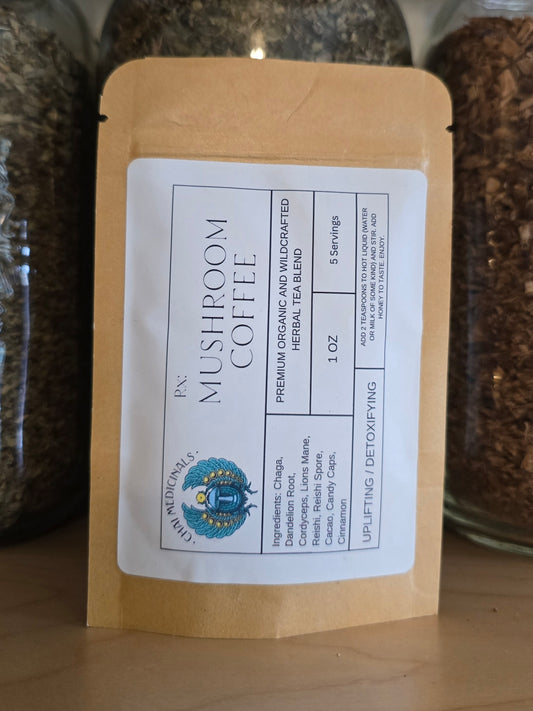 Rx:
MUSHROOM
COFFEE
· CHAI MEDICINALS ·
PREMIUM ORGANIC AND WILDCRAFTED
HERBAL TEA BLEND
1 OZ
5 Servings
Ingredients: Chaga,
Dandelion Root,
Cordyceps, Lions Mane,
Reishi, Reishi Spore,
Cacao, Candy Caps,
Cinnamon
UPLIFTING / DETOXIFYING
ADD 2 TEASPOONS TO HOT LIQUID (WATER
OR MILK OF SOME KIND) AND STIR. ADD
HONEY TO TASTE. ENJOY.